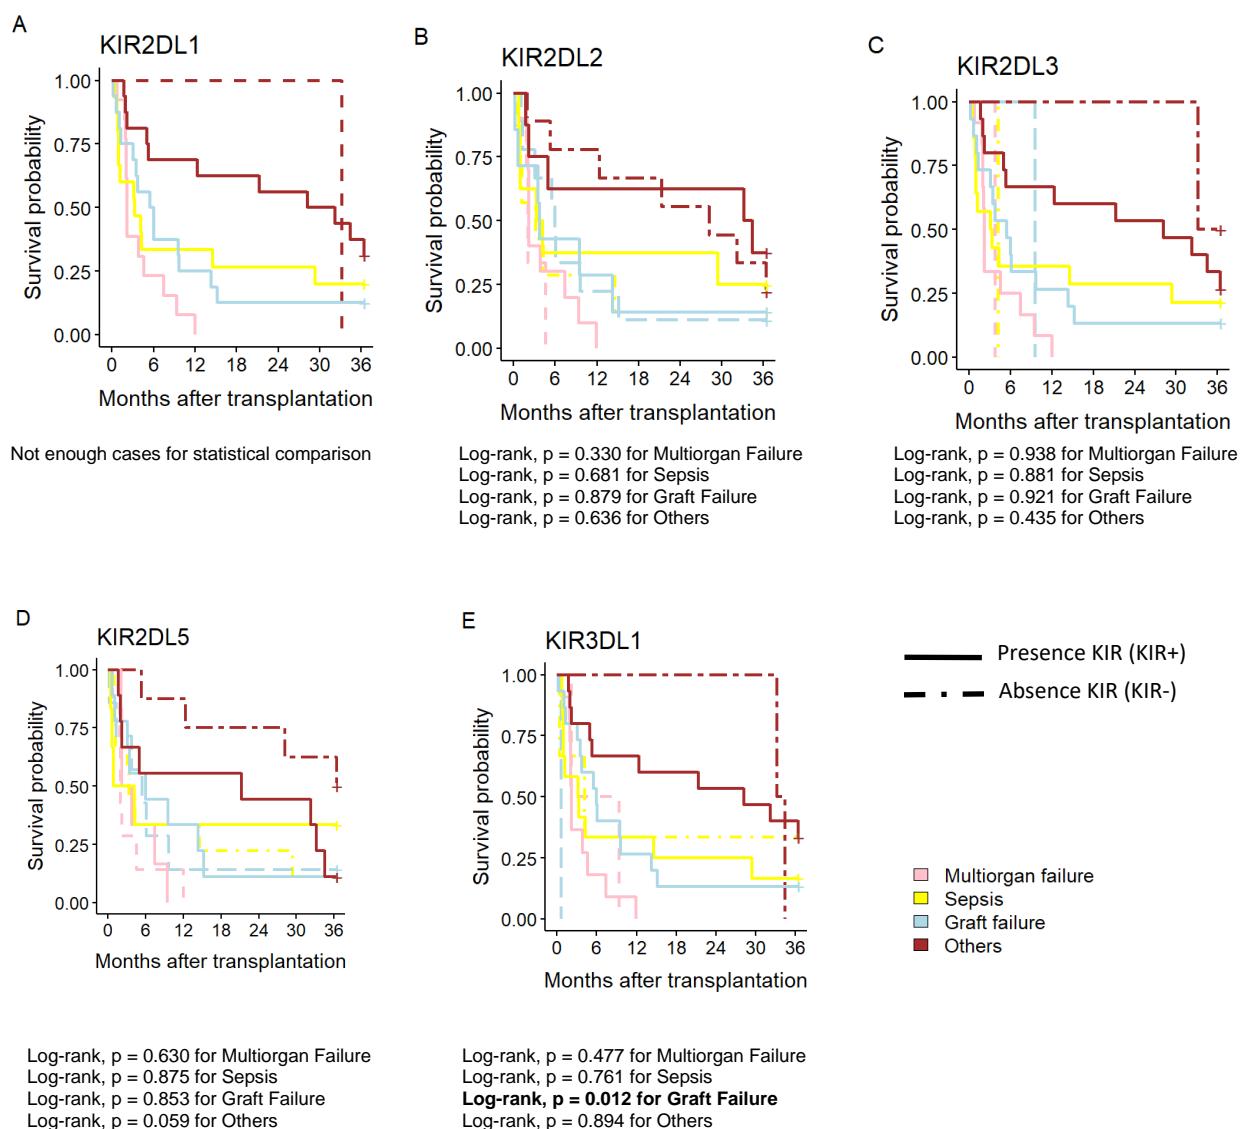 A
KIR2DL1
Survival probability
1.00
0.75
0.50
0.25
0.00
0 6 12 18 24 30 36
Months after transplantation
Not enough cases for statistical comparison
B
KIR2DL2
Survival probability
1.00
0.75
0.50
0.25
0.00
0 6 12 18 24 30 36
Months after transplantation
Log-rank, p = 0.330 for Multiorgan Failure
Log-rank, p = 0.681 for Sepsis
Log-rank, p = 0.879 for Graft Failure
Log-rank, p = 0.636 for Others
C
KIR2DL3
Survival probability
1.00
0.75
0.50
0.25
0.00
0 6 12 18 24 30 36
Months after transplantation
Log-rank, p = 0.938 for Multiorgan Failure
Log-rank, p = 0.881 for Sepsis
Log-rank, p = 0.921 for Graft Failure
Log-rank, p = 0.435 for Others
D
KIR2DL5
Survival probability
1.00
0.75
0.50
0.25
0.00
0 6 12 18 24 30 36
Months after transplantation
Log-rank, p = 0.630 for Multiorgan Failure
Log-rank, p = 0.875 for Sepsis
Log-rank, p = 0.853 for Graft Failure
Log-rank, p = 0.059 for Others
E
KIR3DL1
Survival probability
1.00
0.75
0.50
0.25
0.00
0 6 12 18 24 30 36
Months after transplantation
Log-rank, p = 0.477 for Multiorgan Failure
Log-rank, p = 0.761 for Sepsis
Log-rank, p = 0.012 for Graft Failure
Log-rank, p = 0.894 for Others
Presence KIR (KIR+)
Absence KIR (KIR-)
Multiorgan failure
Sepsis
Graft failure
Others